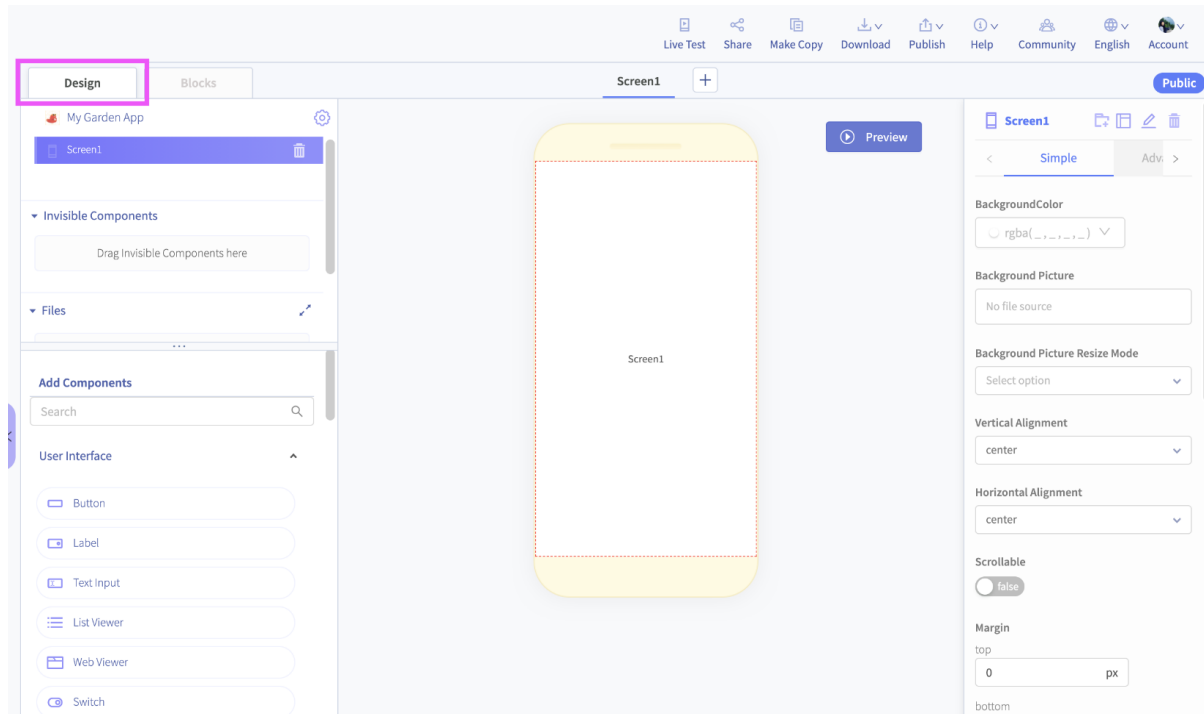 Live Test
Share
Make Copy
Download
Publish
Help
Community
English
Account
Design
Blocks
Screen1
+
Public
My Garden App
Screen1
Invisible Components
Drag Invisible Components here
Files
Add Components
Search
User Interface
Button
Label
Text Input
List Viewer
Web Viewer
Switch
Preview
Screen1
Screen1
Simple
BackgroundColor
rgba(_,_,_,_)
Background Picture
No file source
Background Picture Resize Mode
Select option
Vertical Alignment
center
Horizontal Alignment
center
Scrollable
false
Margin
top
0 px
bottom